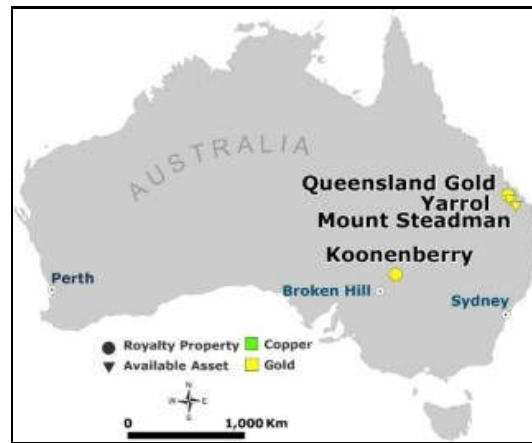 AUSTRALIA
Queensland Gold
Yarrol
Mount Steadman
Koonenberry
Perth
Broken Hill
Sydney
Royalty Property
Copper
Available Asset
Gold
N
W E
S
0 1,000 Km